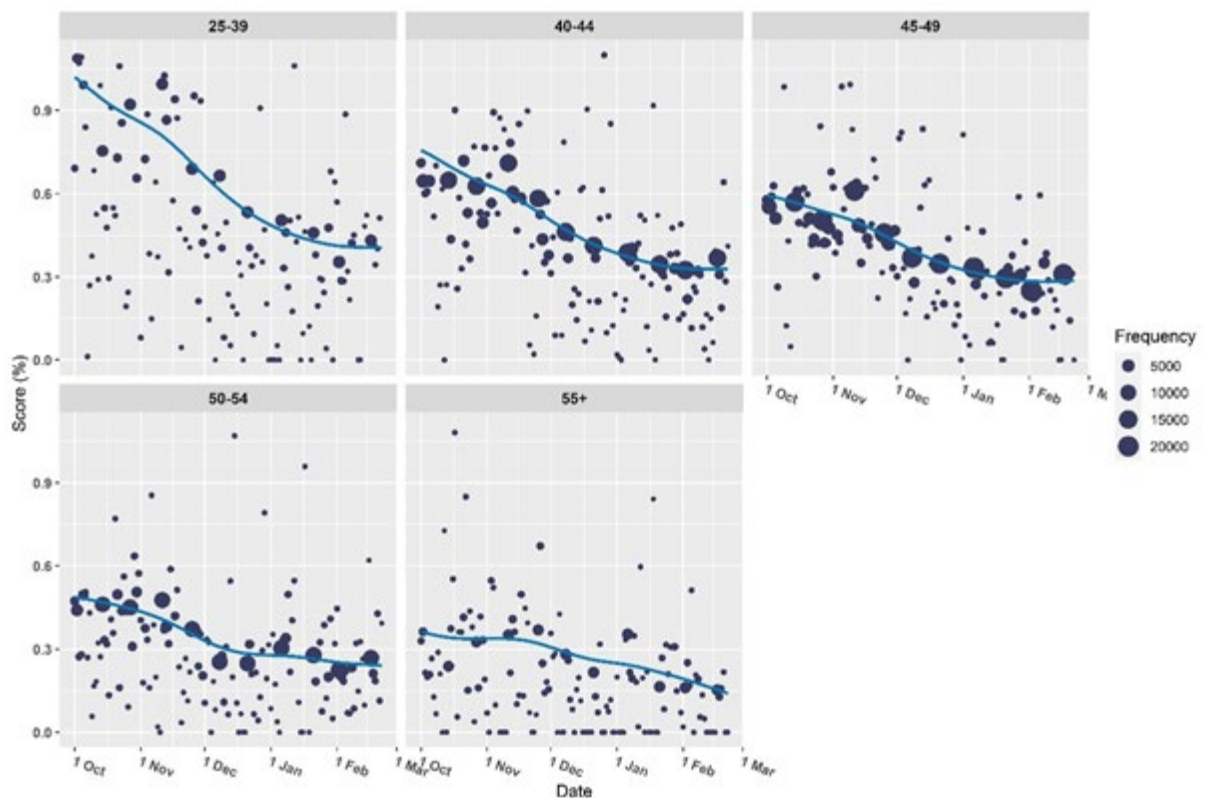 25-39
40-44
45-49
0.9
0.6
0.3
0.0
1 Oct
1 Nov
1 Dec
1 Jan
1 Feb
1 M
Score (%)
Frequency
5000
10000
15000
20000
50-54
55+
0.9
0.6
0.3
0.0
1 Oct
1 Nov
1 Dec
1 Jan
1 Feb
1 Mar
1 Oct
1 Nov
1 Dec
1 Jan
1 Feb
1 Mar
Date